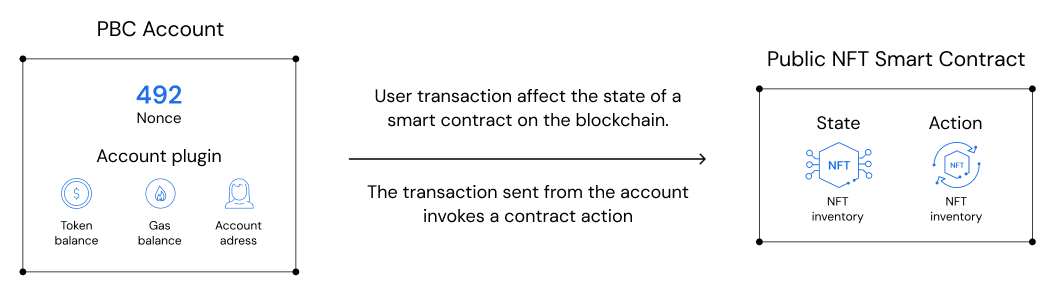 PBC Account
492
Nonce
Account plugin
$
Token
balance
Gas
balance
Account
adress
User transaction affect the state of a
smart contract on the blockchain.
The transaction sent from the account
invokes a contract action
Public NFT Smart Contract
State
Action
NFT
NFT
NFT
inventory
NFT
inventory